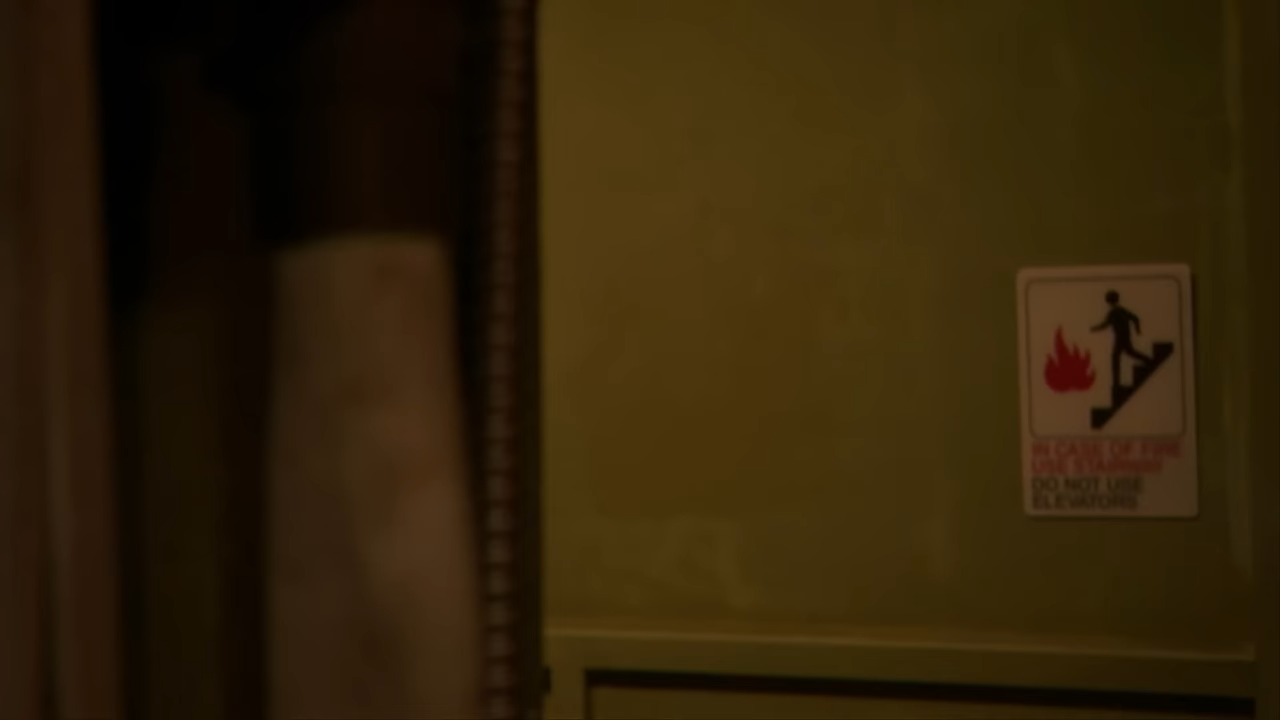 IN CASE OF FIRE
USE STAIRWAY
DO NOT USE
ELEVATORS